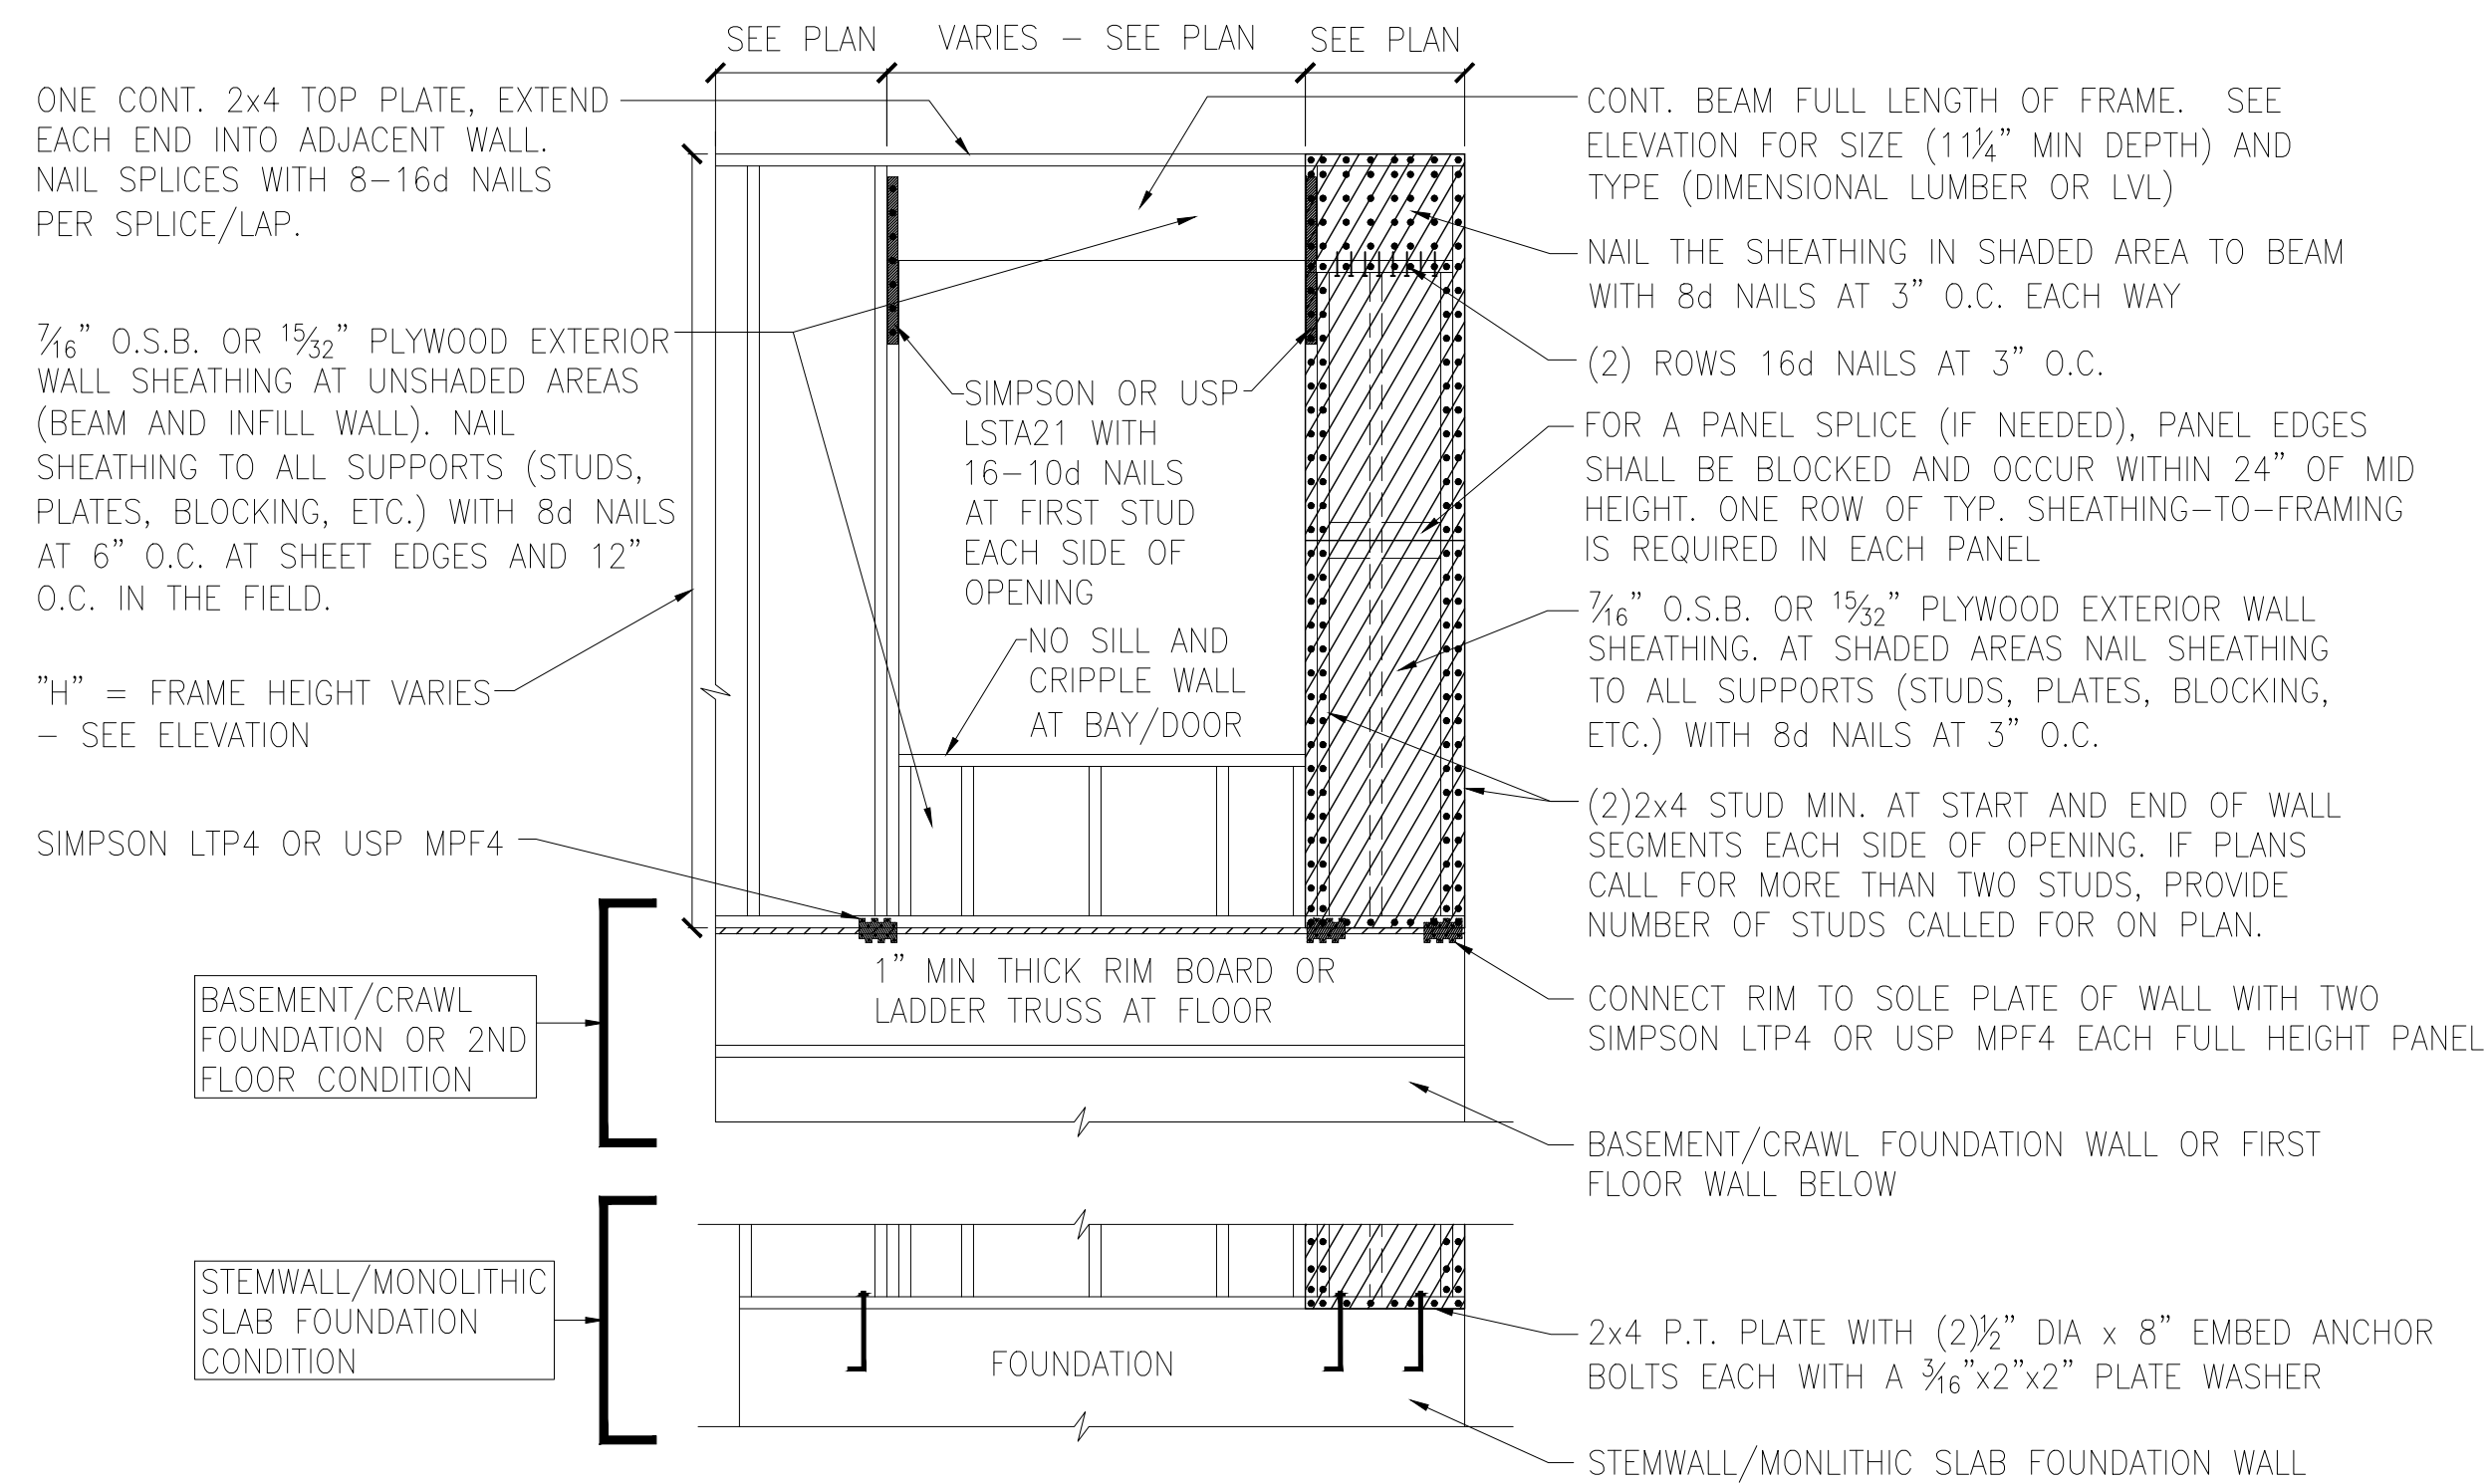 SEE PLAN
VARIES – SEE PLAN
SEE PLAN
ONE CONT. 2x4 TOP PLATE, EXTEND
EACH END INTO ADJACENT WALL.
NAIL SPLICES WITH 8–16d NAILS
PER SPLICE/LAP.
7/16" O.S.B. OR 15/32" PLYWOOD EXTERIOR
WALL SHEATHING AT UNSHADED AREAS
(BEAM AND INFILL WALL). NAIL
SHEATHING TO ALL SUPPORTS (STUDS,
PLATES, BLOCKING, ETC.) WITH 8d NAILS
AT 6" O.C. AT SHEET EDGES AND 12"
O.C. IN THE FIELD.
"H" = FRAME HEIGHT VARIES
– SEE ELEVATION
SIMPSON LTP4 OR USP MPF4
BASEMENT/CRAWL
FOUNDATION OR 2ND
FLOOR CONDITION
STEMWALL/MONOLITHIC
SLAB FOUNDATION
CONDITION
SIMPSON OR USP
LSTA21 WITH
16–10d NAILS
AT FIRST STUD
EACH SIDE OF
OPENING
NO SILL AND
CRIPPLE WALL
AT BAY/DOOR
1" MIN THICK RIM BOARD OR
LADDER TRUSS AT FLOOR
FOUNDATION
CONT. BEAM FULL LENGTH OF FRAME. SEE
ELEVATION FOR SIZE (11 1/4" MIN DEPTH) AND
TYPE (DIMENSIONAL LUMBER OR LVL)
NAIL THE SHEATHING IN SHADED AREA TO BEAM
WITH 8d NAILS AT 3" O.C. EACH WAY
(2) ROWS 16d NAILS AT 3" O.C.
FOR A PANEL SPLICE (IF NEEDED), PANEL EDGES
SHALL BE BLOCKED AND OCCUR WITHIN 24" OF MID
HEIGHT. ONE ROW OF TYP. SHEATHING–TO–FRAMING
IS REQUIRED IN EACH PANEL
7/16" O.S.B. OR 15/32" PLYWOOD EXTERIOR WALL
SHEATHING. AT SHADED AREAS NAIL SHEATHING
TO ALL SUPPORTS (STUDS, PLATES, BLOCKING,
ETC.) WITH 8d NAILS AT 3" O.C.
(2)2x4 STUD MIN. AT START AND END OF WALL
SEGMENTS EACH SIDE OF OPENING. IF PLANS
CALL FOR MORE THAN TWO STUDS, PROVIDE
NUMBER OF STUDS CALLED FOR ON PLAN.
CONNECT RIM TO SOLE PLATE OF WALL WITH TWO
SIMPSON LTP4 OR USP MPF4 EACH FULL HEIGHT PANEL
BASEMENT/CRAWL FOUNDATION WALL OR FIRST
FLOOR WALL BELOW
2x4 P.T. PLATE WITH (2)1/2" DIA x 8" EMBED ANCHOR
BOLTS EACH WITH A 3/16"x2"x2" PLATE WASHER
STEMWALL/MONLITHIC SLAB FOUNDATION WALL